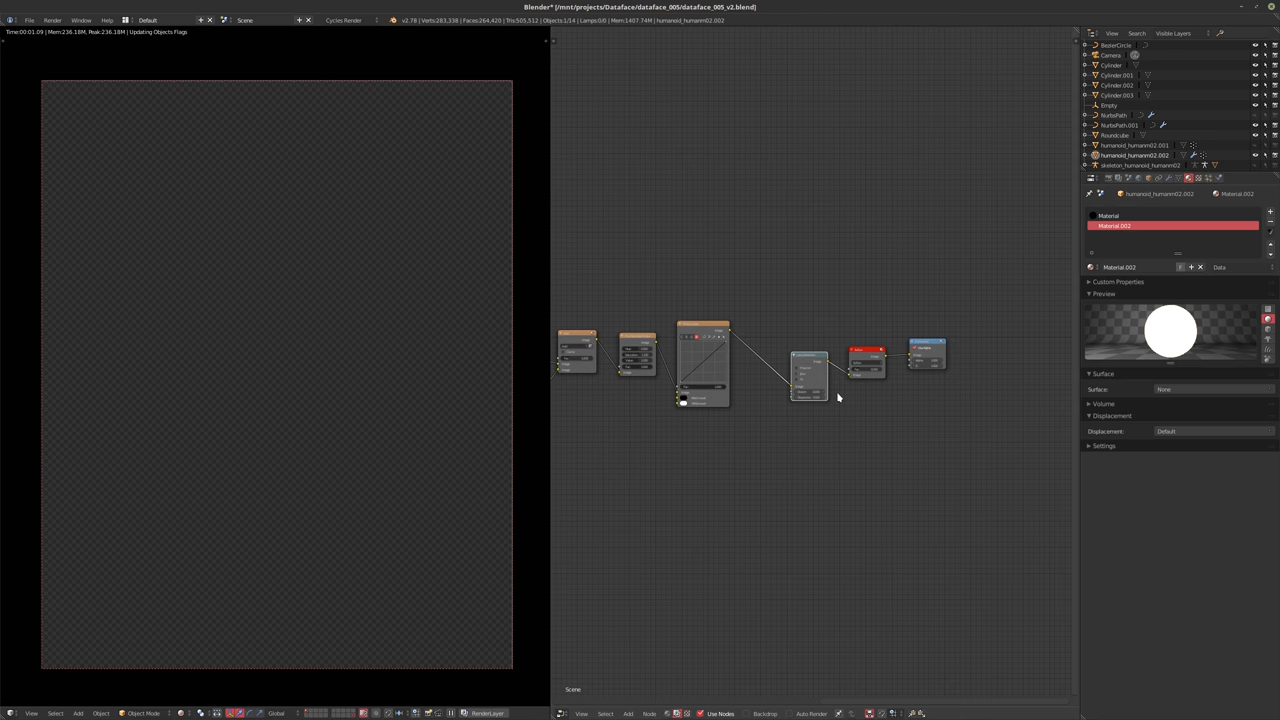 Blender* [/mnt/projects/Dataface/dataface_005/dataface_005_v2.blend]
File Render Window Help Default Scene Cycles Render v2.78 | Verts:283,338 | Faces:264,420 | Tris:505,512 | Objects:1/14 | Lamps:0/0 | Mem:1407.74M | humanoid_humanm02.002
Time:00:01.09 | Mem:236.18M, Peak:236.18M | Updating Objects Flags
View Search Visible Layers
BezierCircle
Camera
Cylinder
Cylinder.001
Cylinder.002
Cylinder.003
Empty
NurbsPath
NurbsPath.001
Roundcube
humanoid_humanm02.001
humanoid_humanm02.002
skeleton_humanoid_humanm02
humanoid_humanm02.002 Material.002
Material
Material.002
Material.002 F Data
Custom Properties
Preview
Surface
Surface: None
Volume
Displacement
Displacement: Default
Settings
Scene
View Select Add Object Object Mode Global RenderLayer
View Select Add Node Use Nodes Backdrop Auto Render